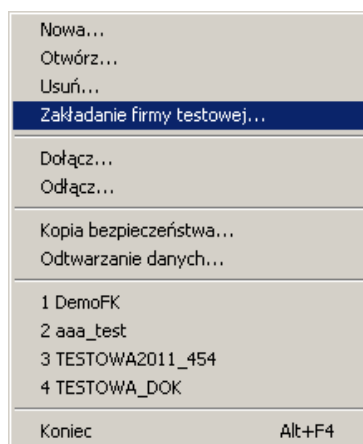 Nowa...
Otwórz...
Usuń...
Zakładanie firmy testowej...
Dołącz...
Odłącz...
Kopia bezpieczeństwa...
Odtwarzanie danych...
1 DemoFK
2 aaa_test
3 TESTOWA2011_454
4 TESTOWA_DOK
Koniec Alt+F4